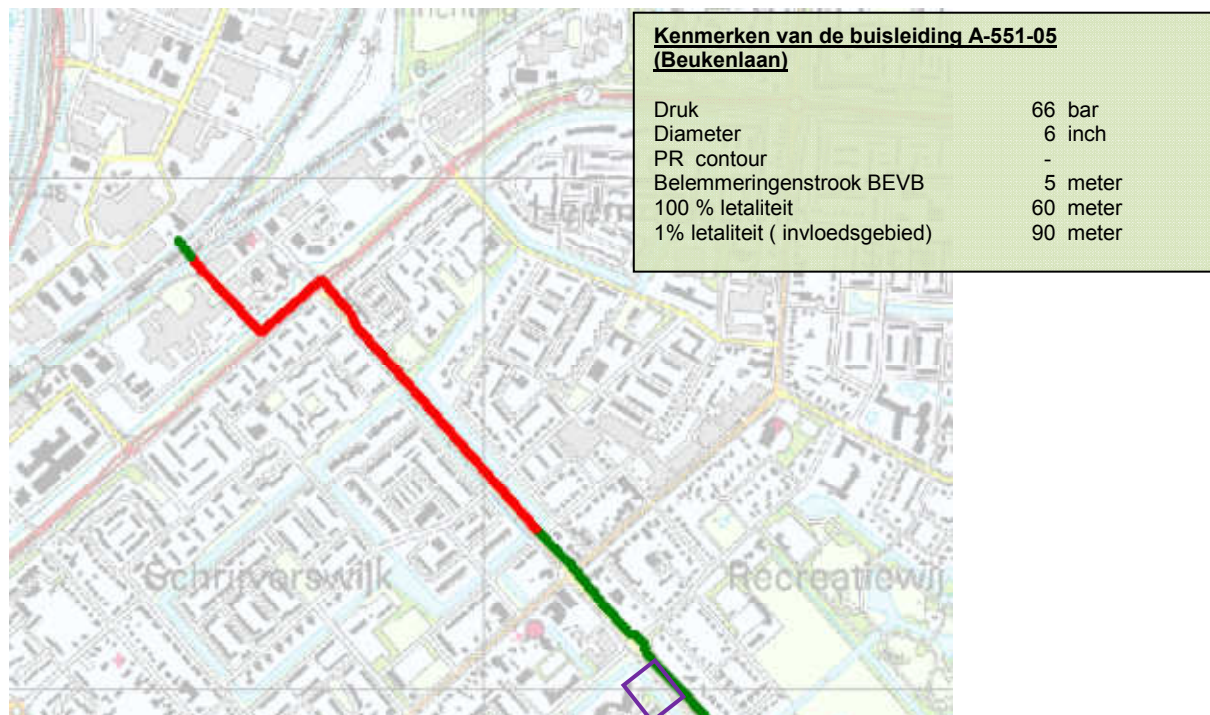 Kenmerken van de buisleiding A-551-05
(Beukenlaan)
Druk 66 bar
Diameter 6 inch
PR contour -
Belemmeringenstrook BEVB 5 meter
100 % letaliteit 60 meter
1% letaliteit ( invloedsgebied) 90 meter
Schrijverswijk
Recreatiewij